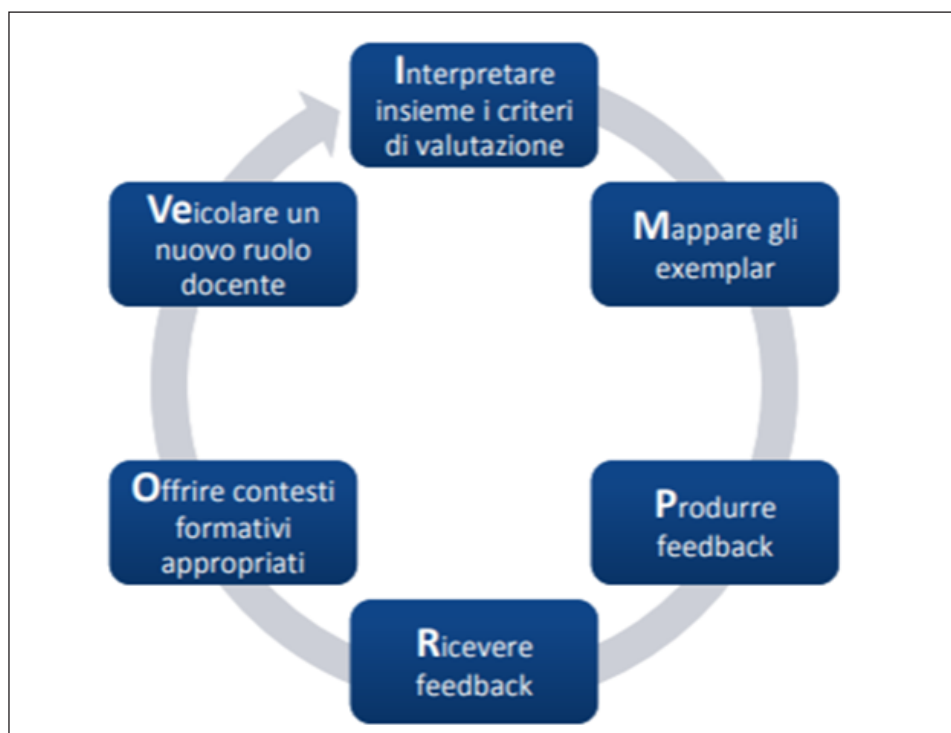 Interpretare
insieme i criteri
di valutazione
Mappare gli
exemplar
Produrre
feedback
Ricevere
feedback
Offrire contesti
formativi
appropriati
Veicolare un
nuovo ruolo
docente